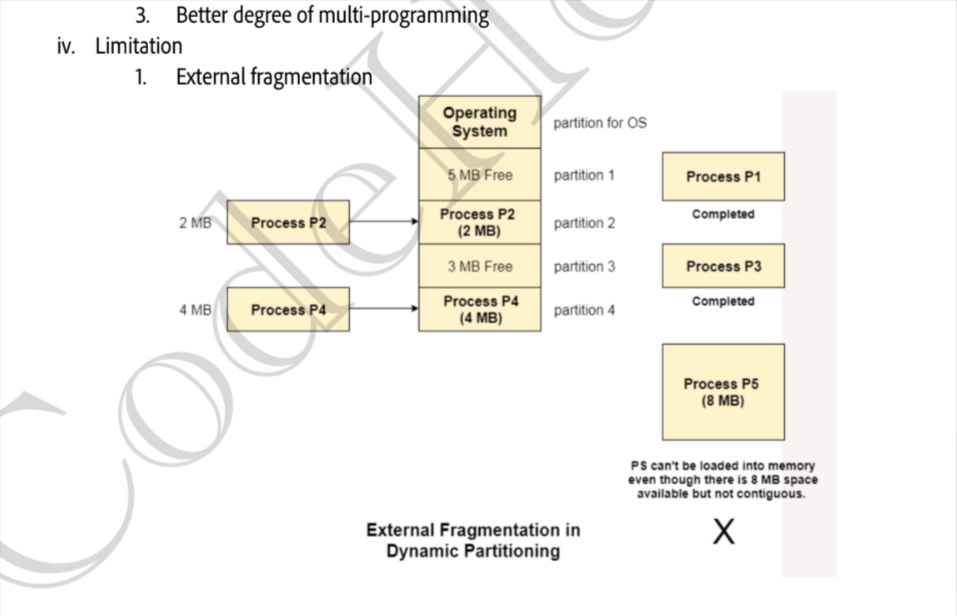 3. Better degree of multi-programming
iv. Limitation
1. External fragmentation
Operating
System
partition for OS
5 MB Free
partition 1
Process P1
Completed
2 MB
Process P2
Process P2
(2 MB)
partition 2
3 MB Free
partition 3
Process P3
Completed
4 MB
Process P4
Process P4
(4 MB)
partition 4
Process P5
(8 MB)
PS can't be loaded into memory
even though there is 8 MB space
available but not contiguous.
X
External Fragmentation in
Dynamic Partitioning
CodeHe